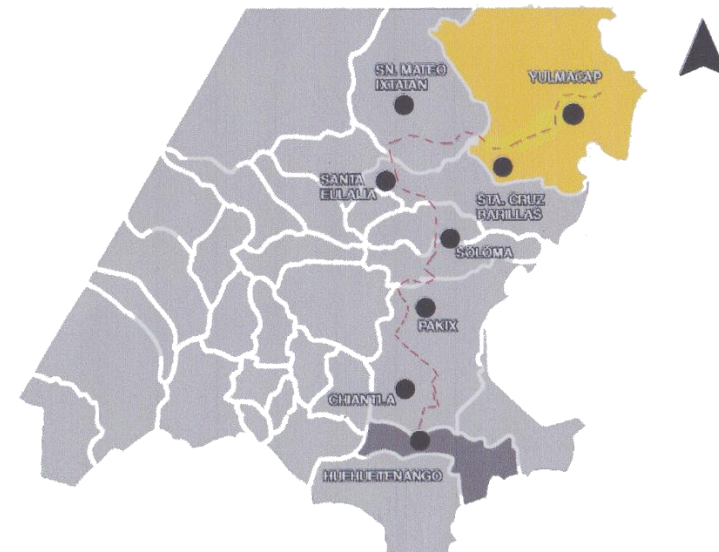 SN. MATEO
IXTATAN
YULMACAP
SANTA
EULALIA
STA. CRUZ
BARILLAS
SOLOMA
PAKIX
CHIANTLA
HUEHUETENANGO